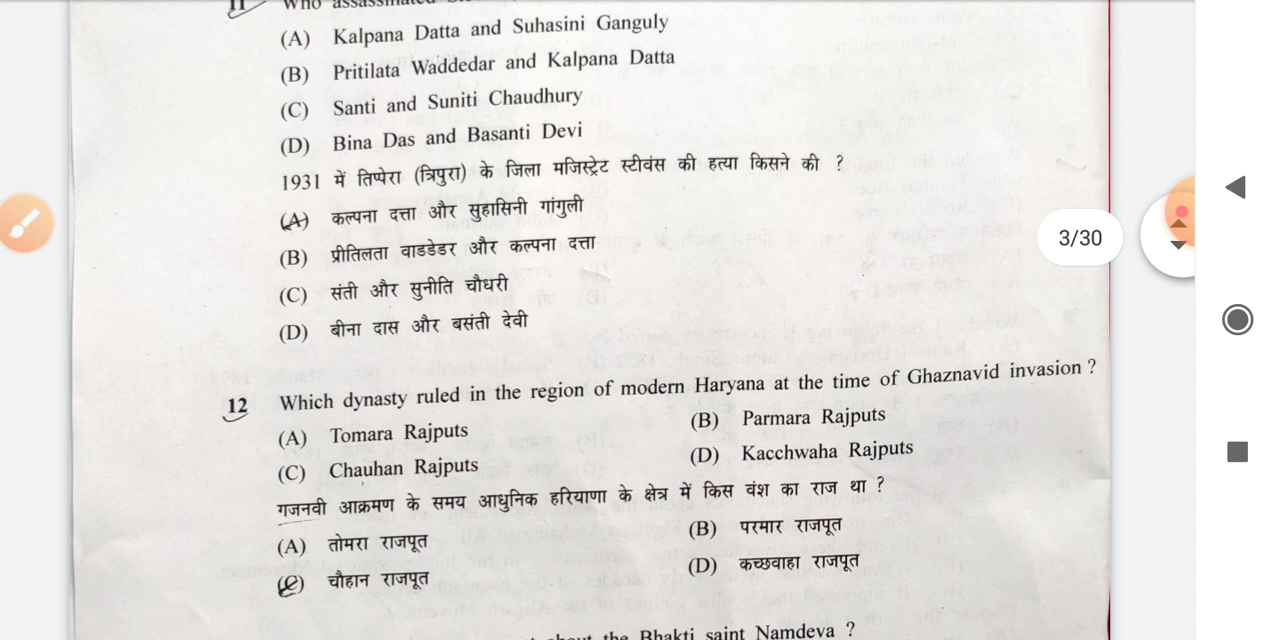 11 Who assassinated
(A) Kalpana Datta and Suhasini Ganguly
(B) Pritilata Waddedar and Kalpana Datta
(C) Santi and Suniti Chaudhury
(D) Bina Das and Basanti Devi
1931 में तिप्पेरा (त्रिपुरा) के जिला मजिस्ट्रेट स्टीवंस की हत्या किसने की ?
(A) कल्पना दत्ता और सुहासिनी गांगुली
(B) प्रीतिलता वाडडेडर और कल्पना दत्ता
(C) संती और सुनीति चौधरी
(D) बीना दास और बसंती देवी
3/30
12 Which dynasty ruled in the region of modern Haryana at the time of Ghaznavid invasion ?
(A) Tomara Rajputs (B) Parmara Rajputs
(C) Chauhan Rajputs (D) Kacchwaha Rajputs
गजनवी आक्रमण के समय आधुनिक हरियाणा के क्षेत्र में किस वंश का राज था ?
(A) तोमरा राजपूत (B) परमार राजपूत
(C) चौहान राजपूत (D) कच्छवाहा राजपूत
about the Bhakti saint Namdeva ?